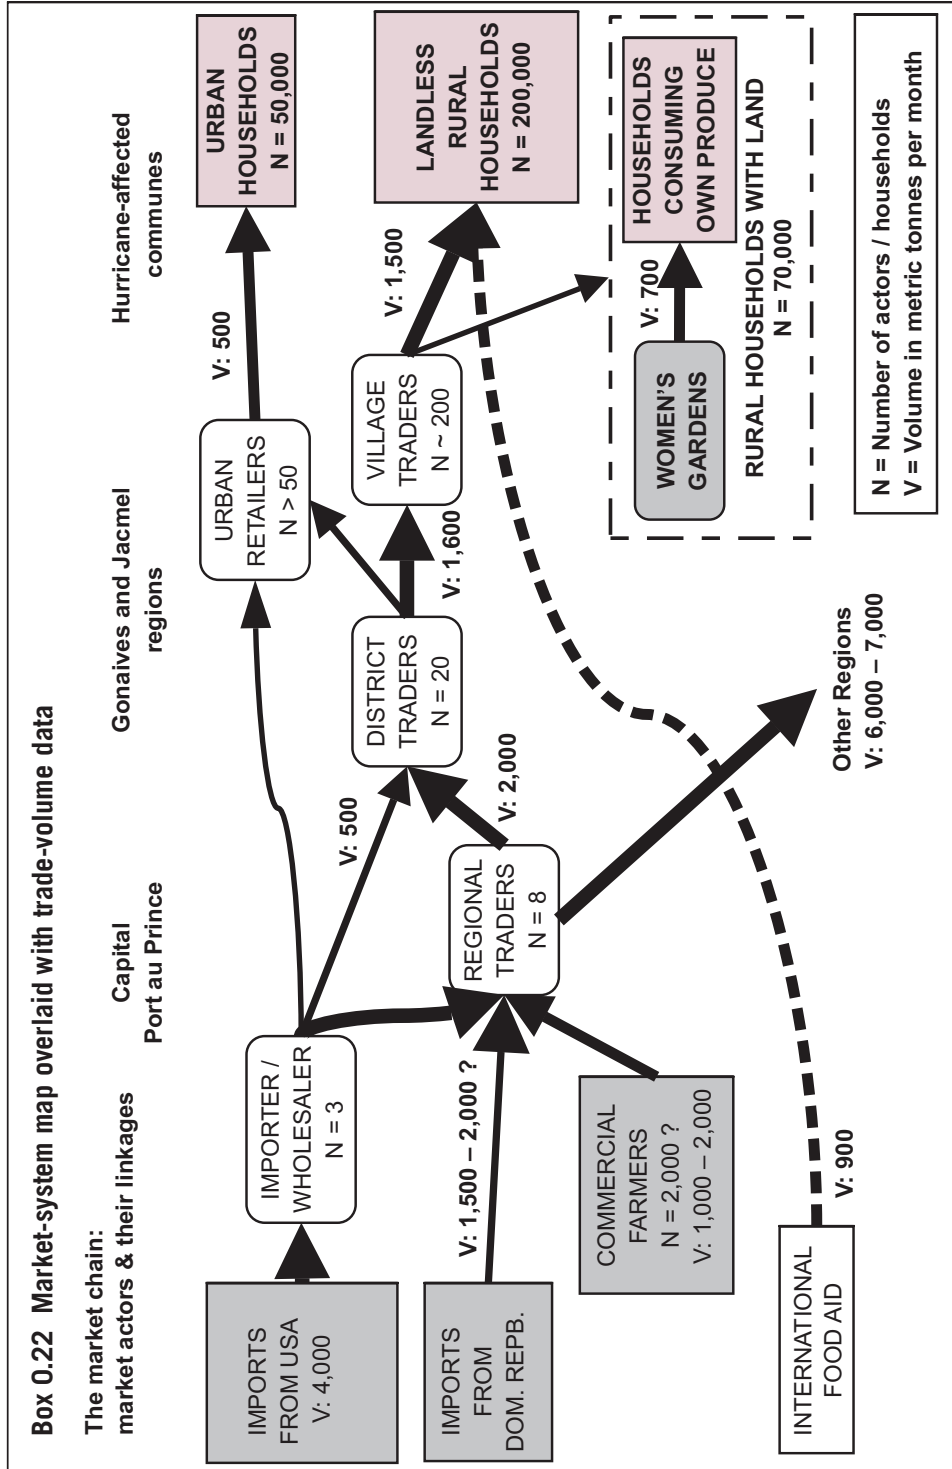 Box 0.22 Market-system map overlaid with trade-volume data
The market chain:
market actors & their linkages
Capital
Port au Prince
Gonaives and Jacmel
regions
Hurricane-affected
communes
IMPORTS
FROM USA
V: 4,000
IMPORTER /
WHOLESALER
N = 3
URBAN
RETAILERS
N > 50
V: 500
URBAN
HOUSEHOLDS
N = 50,000
V: 500
DISTRICT
TRADERS
N = 20
V: 1,600
VILLAGE
TRADERS
N ~ 200
V: 1,500
LANDLESS
RURAL
HOUSEHOLDS
N = 200,000
IMPORTS
FROM
DOM. REPB.
V: 1,500 – 2,000 ?
REGIONAL
TRADERS
N = 8
V: 2,000
COMMERCIAL
FARMERS
N = 2,000 ?
V: 1,000 – 2,000
WOMEN'S
GARDENS
V: 700
HOUSEHOLDS
CONSUMING
OWN PRODUCE
RURAL HOUSEHOLDS WITH LAND
N = 70,000
INTERNATIONAL
FOOD AID
V: 900
Other Regions
V: 6,000 – 7,000
N = Number of actors / households
V = Volume in metric tonnes per month